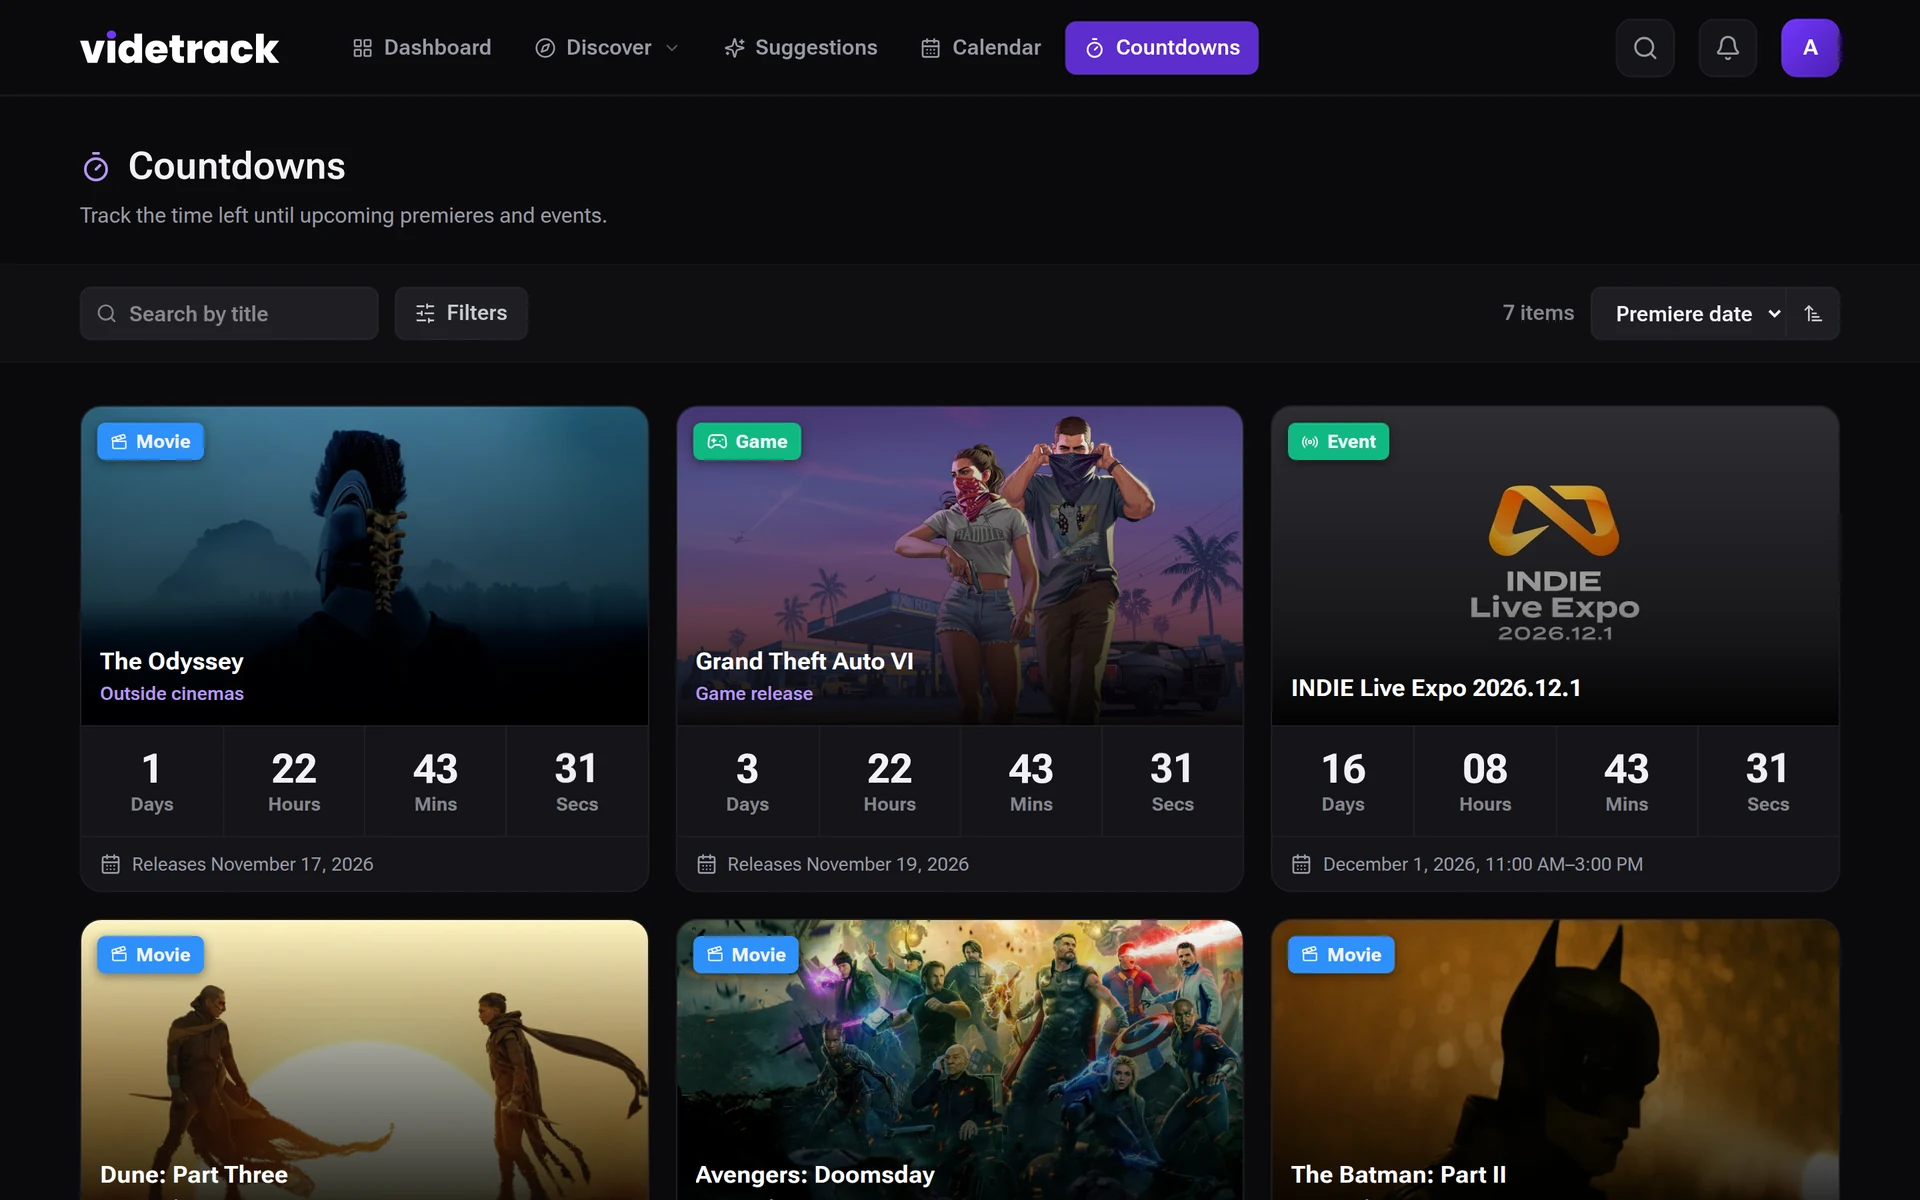 videtrack
Dashboard
Discover
Suggestions
Calendar
Countdowns
A
Countdowns
Track the time left until upcoming premieres and events.
Search by title
Filters
7 items
Premiere date
Movie
The Odyssey
Outside cinemas
1 22 43 31
Days Hours Mins Secs
Releases November 17, 2026
Game
Grand Theft Auto VI
Game release
3 22 43 31
Days Hours Mins Secs
Releases November 19, 2026
Event
INDIE
Live Expo
2026.12.1
INDIE Live Expo 2026.12.1
16 08 43 31
Days Hours Mins Secs
December 1, 2026, 11:00 AM–3:00 PM
Movie
Dune: Part Three
Movie
Avengers: Doomsday
Movie
The Batman: Part II